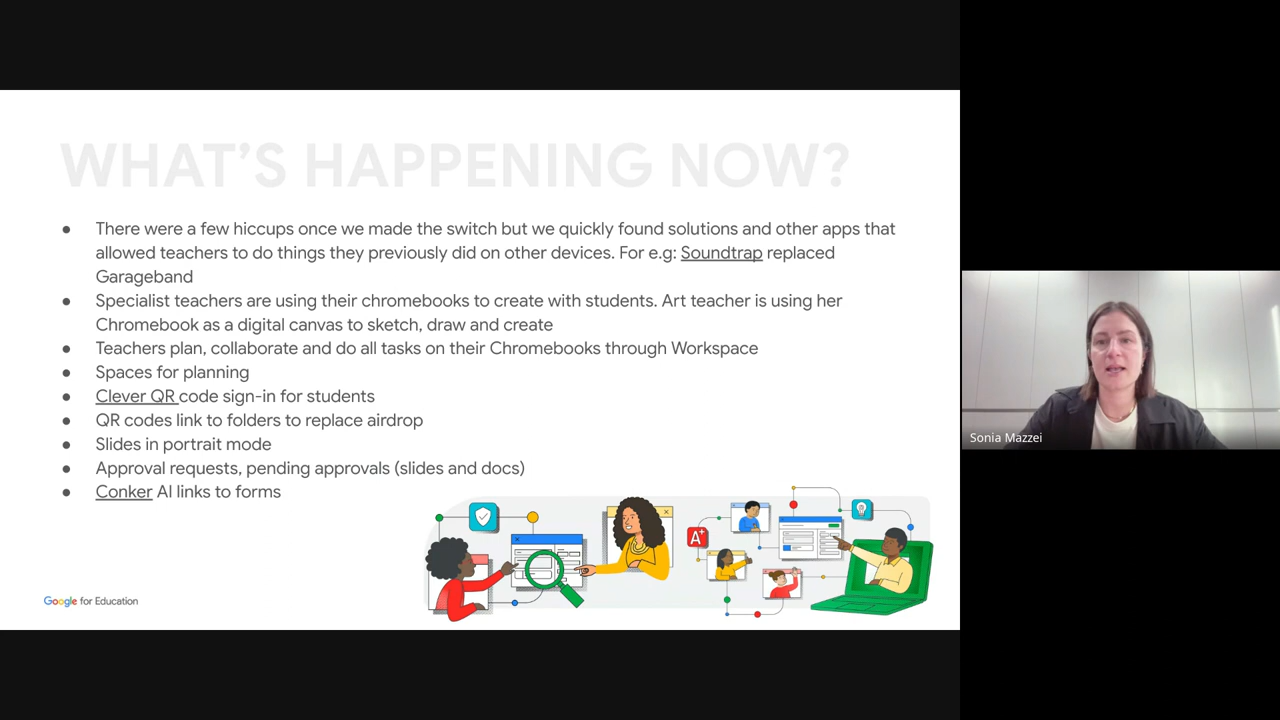 WHAT'S HAPPENING NOW?
● There were a few hiccups once we made the switch but we quickly found solutions and other apps that
allowed teachers to do things they previously did on other devices. For e.g: Soundtrap replaced
Garageband
● Specialist teachers are using their chromebooks to create with students. Art teacher is using her
Chromebook as a digital canvas to sketch, draw and create
● Teachers plan, collaborate and do all tasks on their Chromebooks through Workspace
● Spaces for planning
● Clever QR code sign-in for students
● QR codes link to folders to replace airdrop
● Slides in portrait mode
● Approval requests, pending approvals (slides and docs)
● Conker AI links to forms
A+
Google for Education
Sonia Mazzei